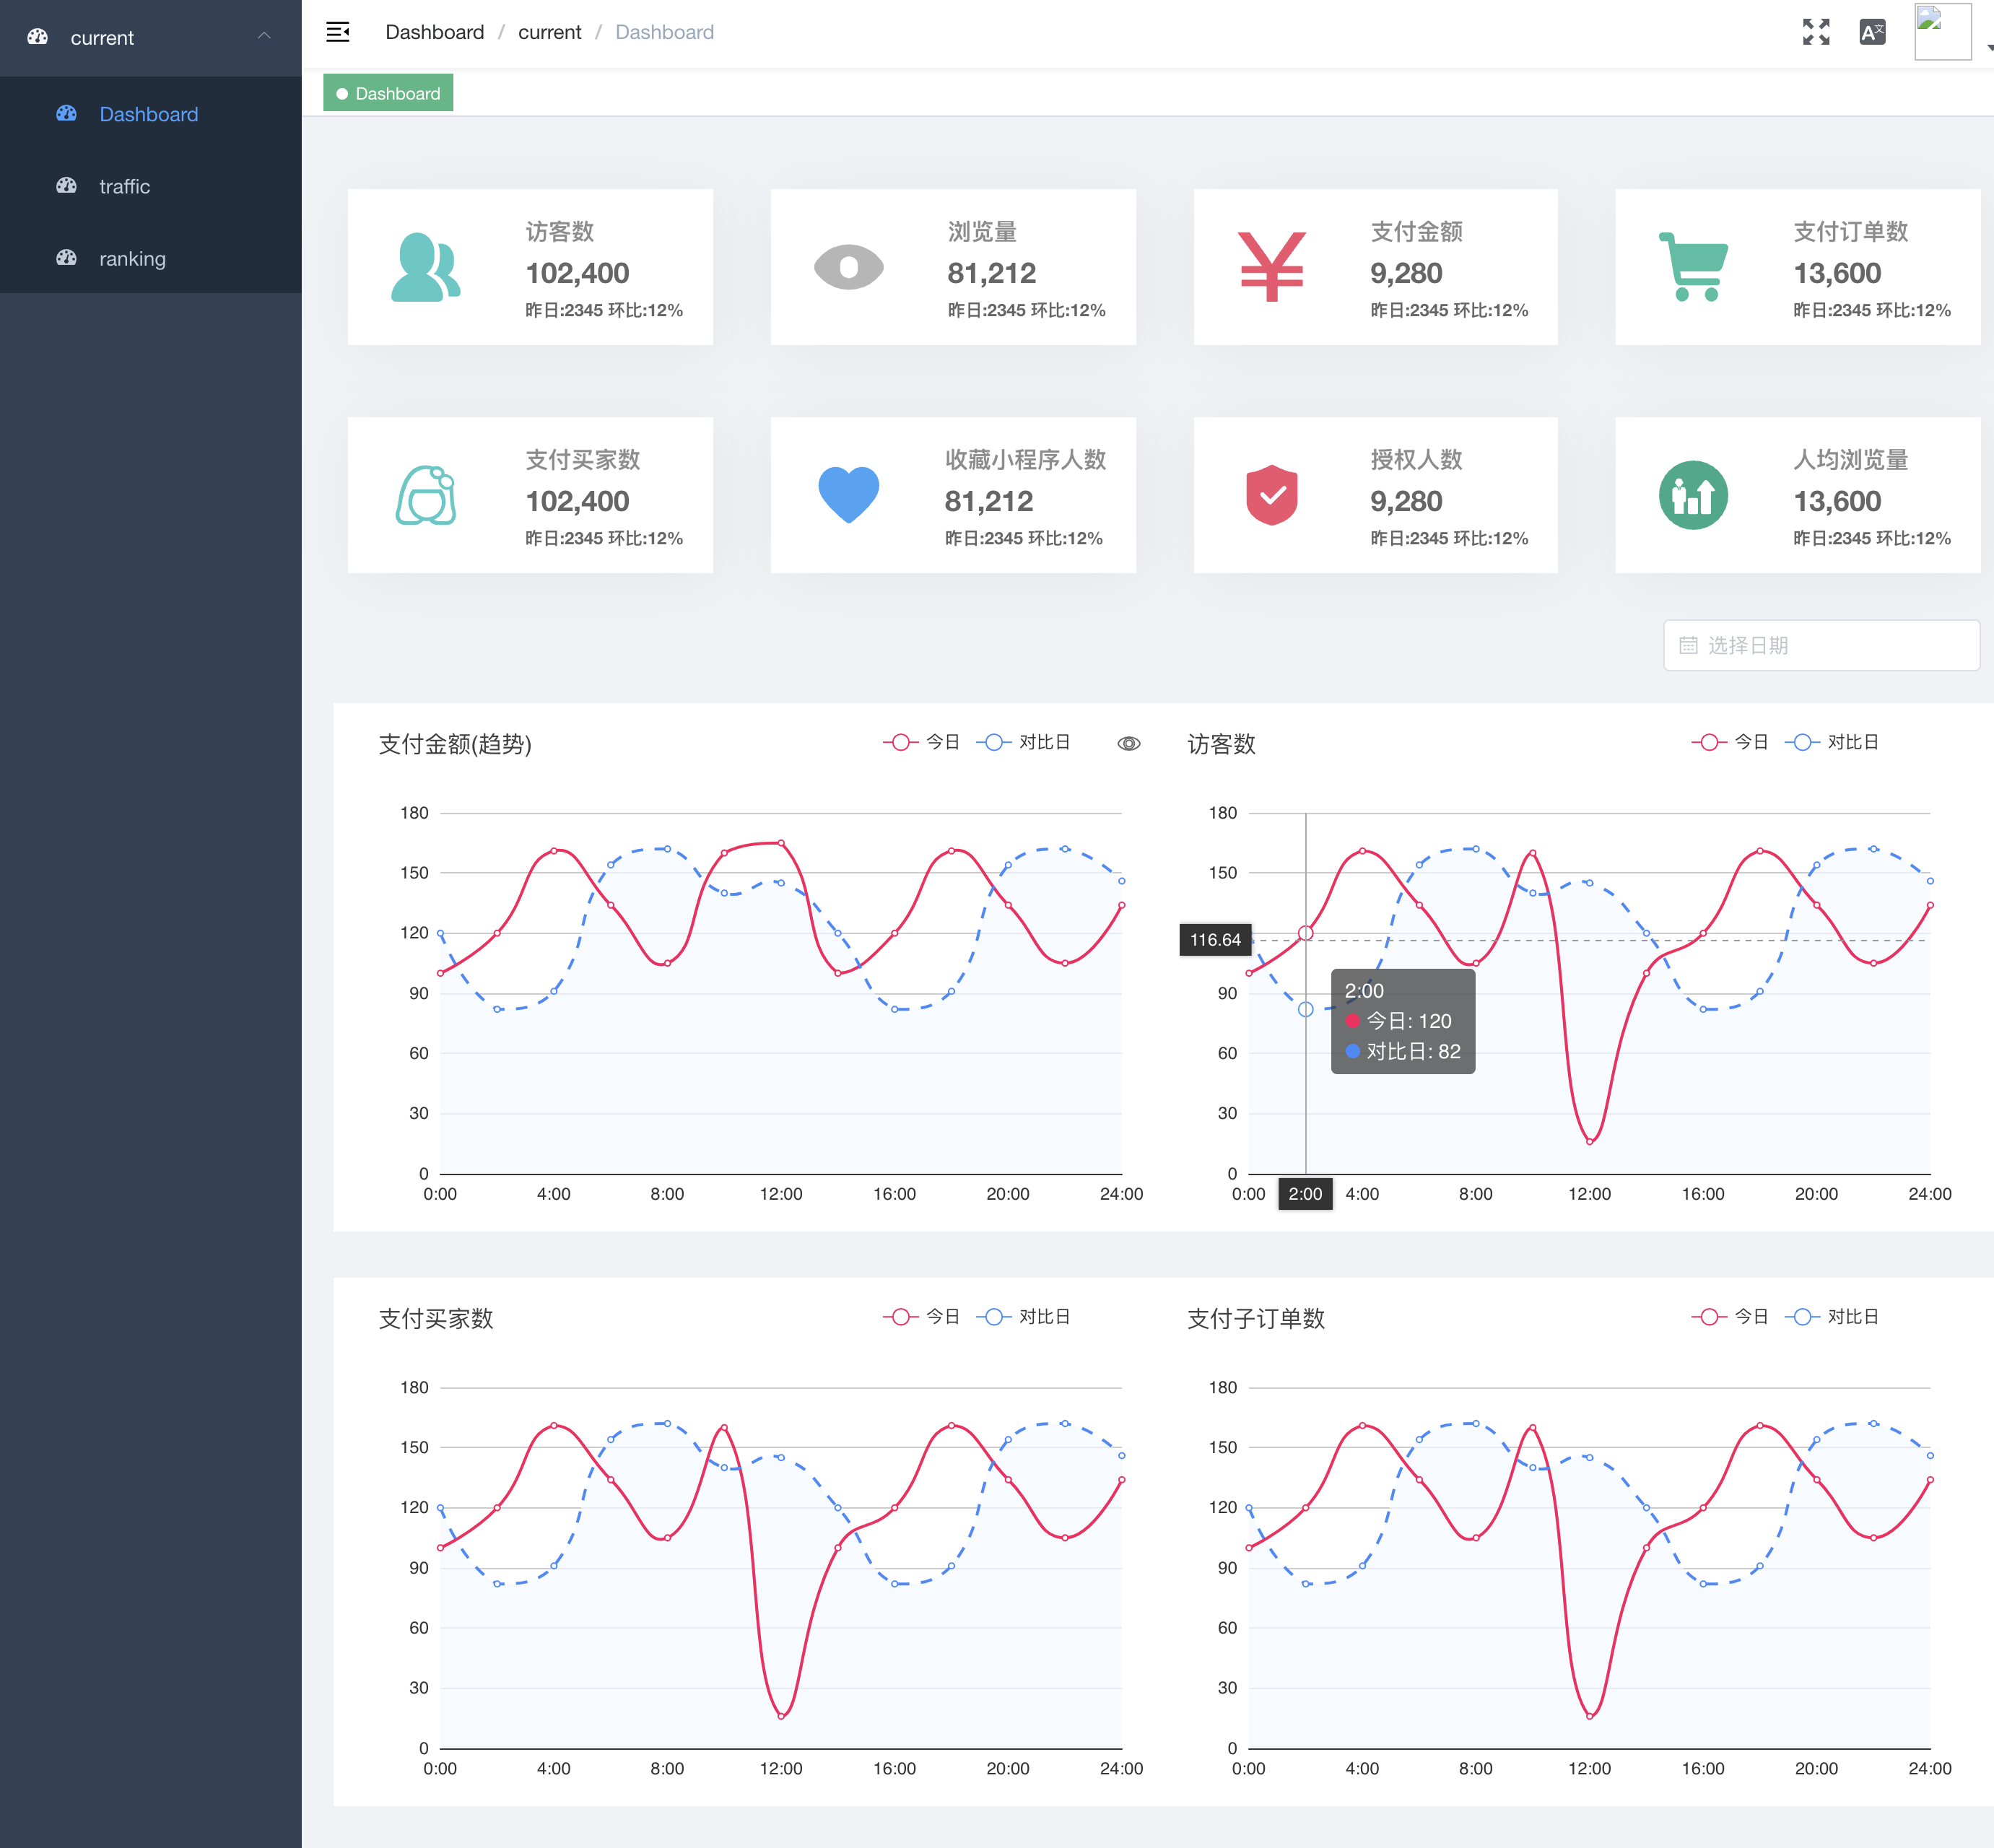 current
Dashboard
traffic
ranking
Dashboard / current / Dashboard
Dashboard
访客数
102,400
昨日:2345 环比:12%
浏览量
81,212
昨日:2345 环比:12%
支付金额
9,280
昨日:2345 环比:12%
支付订单数
13,600
昨日:2345 环比:12%
支付买家数
102,400
昨日:2345 环比:12%
收藏小程序人数
81,212
昨日:2345 环比:12%
授权人数
9,280
昨日:2345 环比:12%
人均浏览量
13,600
昨日:2345 环比:12%
选择日期
支付金额(趋势)
今日 对比日
180
150
120
90
60
30
0
0:00 4:00 8:00 12:00 16:00 20:00 24:00
访客数
今日 对比日
180
150
120
116.64
90
60
30
0
2:00
今日: 120
对比日: 82
0:00 2:00 4:00 8:00 12:00 16:00 20:00 24:00
支付买家数
今日 对比日
180
150
120
90
60
30
0
0:00 4:00 8:00 12:00 16:00 20:00 24:00
支付子订单数
今日 对比日
180
150
120
90
60
30
0
0:00 4:00 8:00 12:00 16:00 20:00 24:00